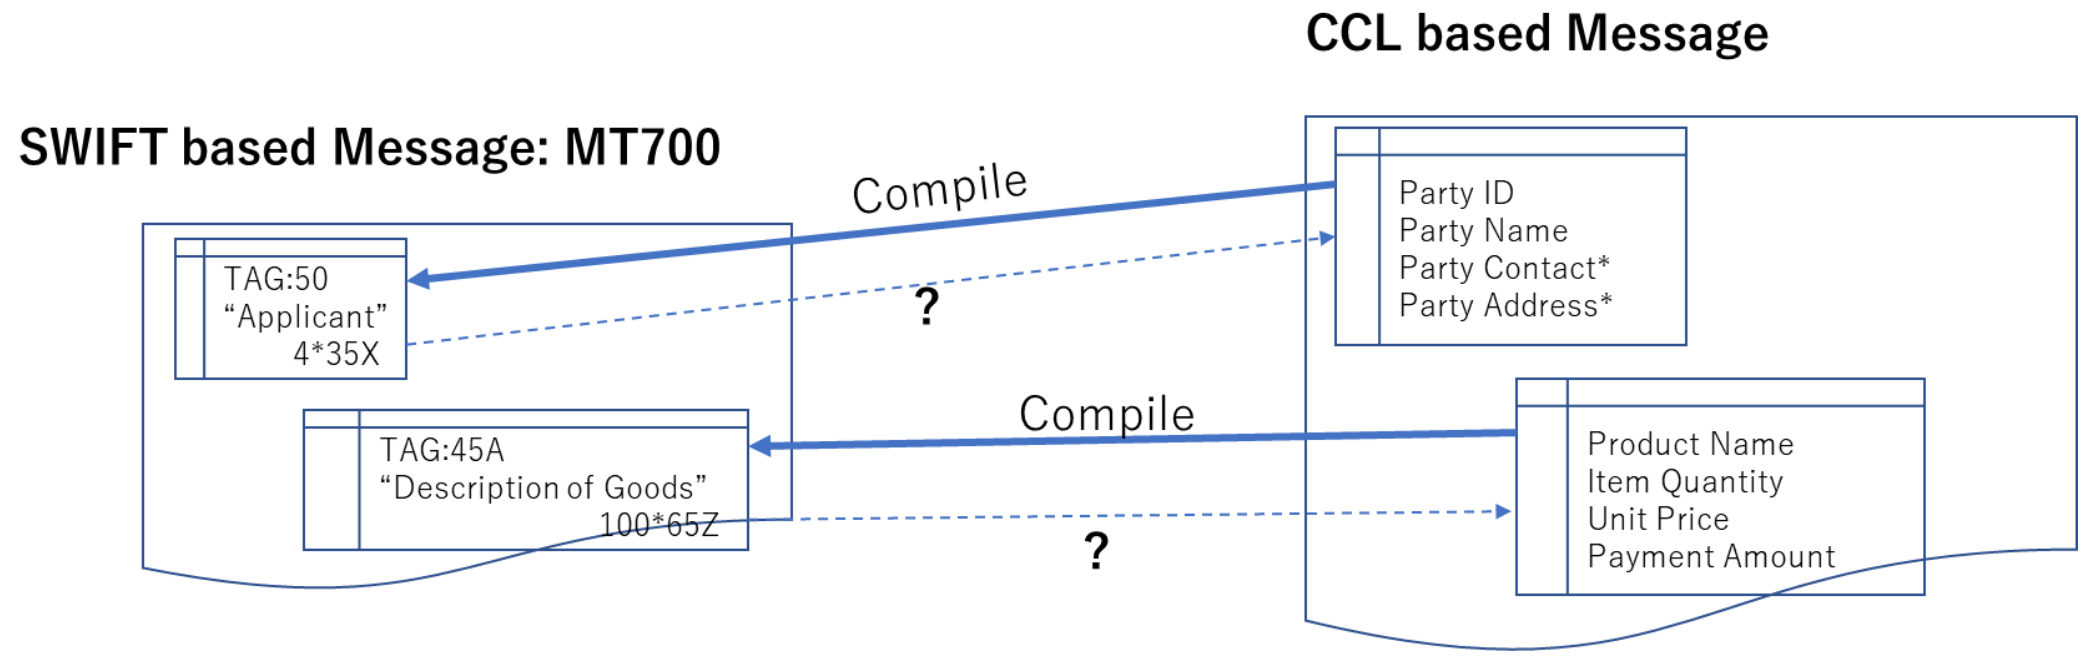 CCL based Message
SWIFT based Message: MT700
Compile
Party ID
Party Name
Party Contact*
Party Address*
TAG:50
“Applicant”
4*35X
?
Compile
TAG:45A
“Description of Goods”
100*65Z
?
Product Name
Item Quantity
Unit Price
Payment Amount